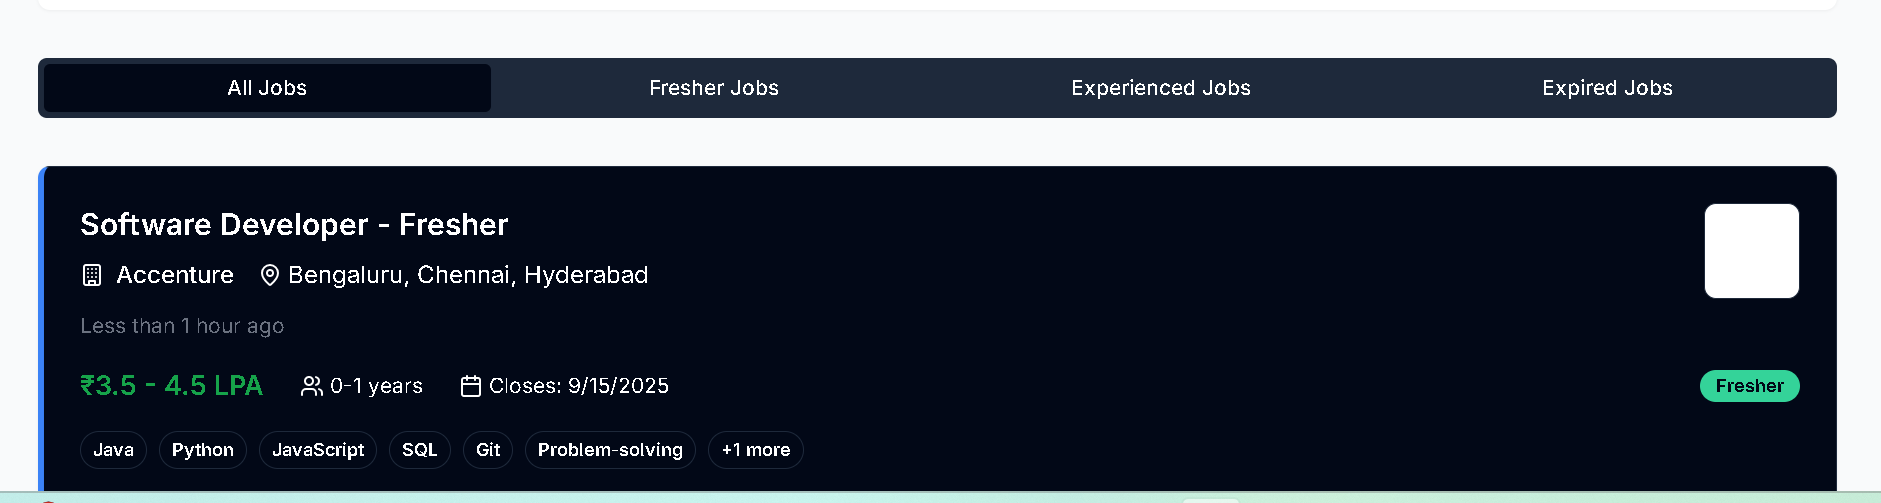 All Jobs Fresher Jobs Experienced Jobs Expired Jobs
Software Developer - Fresher
Accenture Bengaluru, Chennai, Hyderabad
Less than 1 hour ago
₹3.5 - 4.5 LPA 0-1 years Closes: 9/15/2025 Fresher
Java Python JavaScript SQL Git Problem-solving +1 more